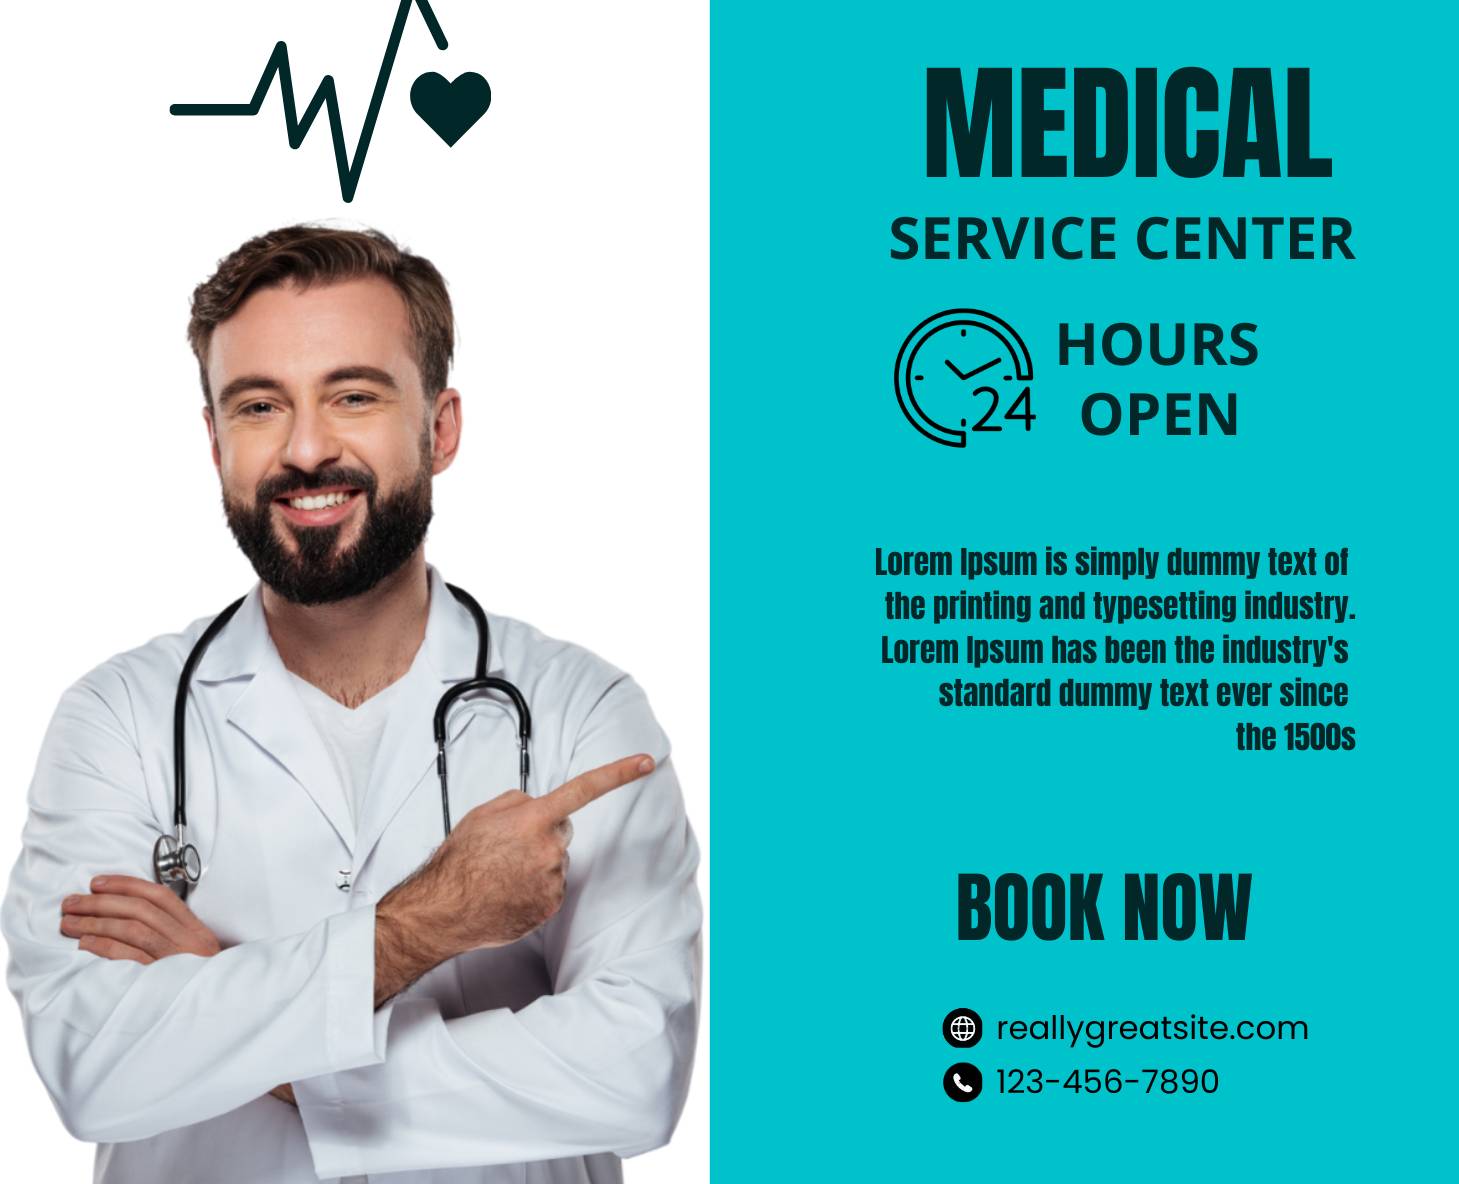 MEDICAL
SERVICE CENTER
24
HOURS
OPEN
Lorem Ipsum is simply dummy text of
the printing and typesetting industry.
Lorem Ipsum has been the industry's
standard dummy text ever since
the 1500s
BOOK NOW
reallygreatsite.com
123-456-7890